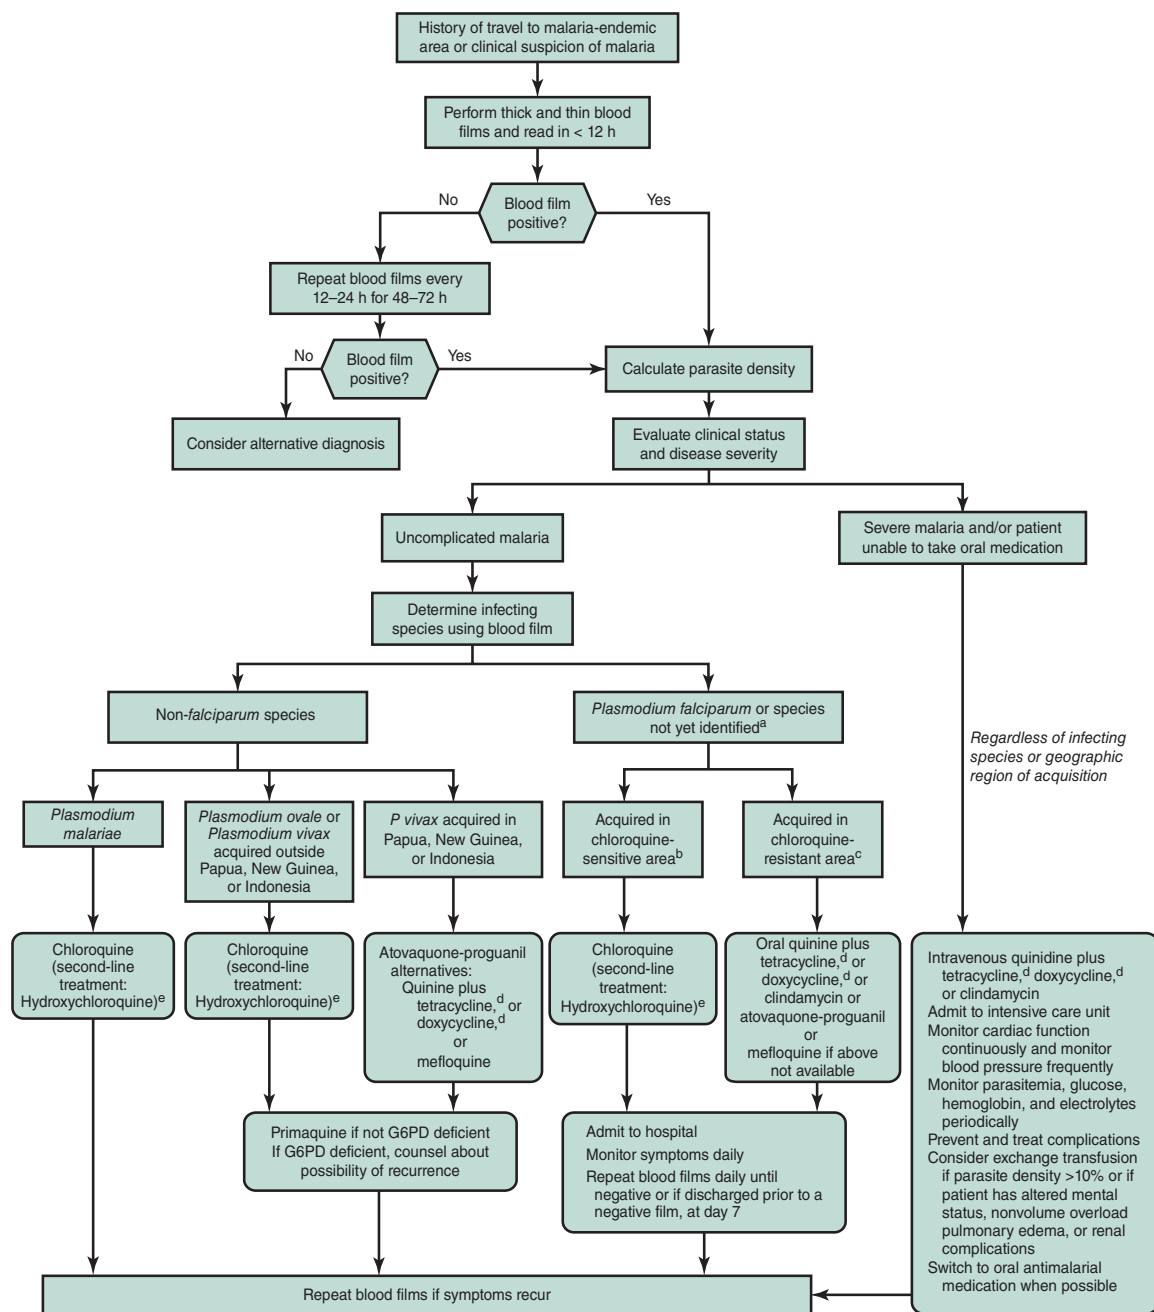 History of travel to malaria-endemic
area or clinical suspicion of malaria
Perform thick and thin blood
films and read in < 12 h
No
Blood film
positive?
Yes
Repeat blood films every
12–24 h for 48–72 h
No
Blood film
positive?
Yes
Calculate parasite density
Consider alternative diagnosis
Evaluate clinical status
and disease severity
Uncomplicated malaria
Severe malaria and/or patient
unable to take oral medication
Determine infecting
species using blood film
Non-falciparum species
Plasmodium falciparum or species
not yet identifiedᵃ
Regardless of infecting
species or geographic
region of acquisition
Plasmodium
malariae
Plasmodium ovale or
Plasmodium vivax
acquired outside
Papua, New Guinea,
or Indonesia
P vivax acquired in
Papua, New Guinea,
or Indonesia
Acquired in
chloroquine-
sensitive areaᵇ
Acquired in
chloroquine-
resistant areaᶜ
Chloroquine
(second-line
treatment:
Hydroxychloroquine)ᵉ
Chloroquine
(second-line
treatment:
Hydroxychloroquine)ᵉ
Atovaquone-proguanil
alternatives:
Quinine plus
tetracycline,ᵈ or
doxycycline,ᵈ
or
mefloquine
Chloroquine
(second-line
treatment:
Hydroxychloroquine)ᵉ
Oral quinine plus
tetracycline,ᵈ or
doxycycline,ᵈ or
clindamycin or
atovaquone-proguanil
or
mefloquine if above
not available
Intravenous quinidine plus
tetracycline,ᵈ doxycycline,ᵈ
or clindamycin
Admit to intensive care unit
Monitor cardiac function
continuously and monitor
blood pressure frequently
Monitor parasitemia, glucose,
hemoglobin, and electrolytes
periodically
Prevent and treat complications
Consider exchange transfusion
if parasite density >10% or if
patient has altered mental
status, nonvolume overload
pulmonary edema, or renal
complications
Switch to oral antimalarial
medication when possible
Primaquine if not G6PD deficient
If G6PD deficient, counsel about
possibility of recurrence
Admit to hospital
Monitor symptoms daily
Repeat blood films daily until
negative or if discharged prior to a
negative film, at day 7
Repeat blood films if symptoms recur